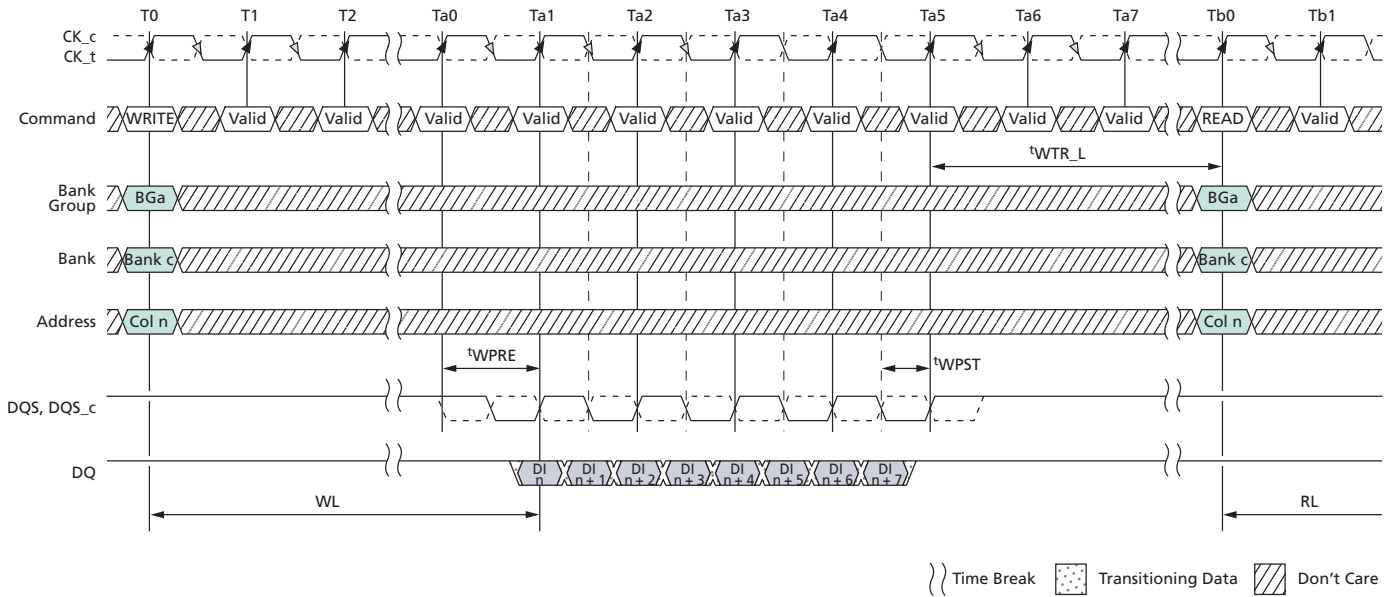 T0 T1 T2 Ta0 Ta1 Ta2 Ta3 Ta4 Ta5 Ta6 Ta7 Tb0 Tb1
CK_c
CK_t
Command WRITE Valid Valid Valid Valid Valid Valid Valid Valid Valid Valid READ Valid
tWTR_L
Bank
Group
BGa BGa
Bank Bank c Bank c
Address Col n Col n
tWPRE tWPST
DQS, DQS_c
DQ
DI n DI n + 1 DI n + 2 DI n + 3 DI n + 4 DI n + 5 DI n + 6 DI n + 7
WL RL
Time Break Transitioning Data Don't Care